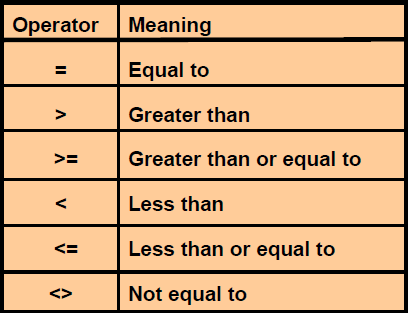 Operator Meaning
= Equal to
> Greater than
>= Greater than or equal to
< Less than
<= Less than or equal to
<> Not equal to